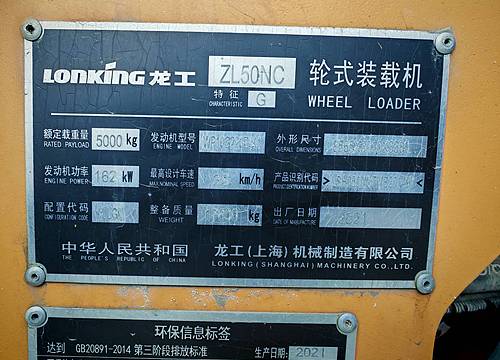 LONKING 龙工 ZL50NC 轮式装载机
特征 CHARACTERISTIC G WHEEL LOADER
额定载重量 RATED PAYLOAD 5000 kg 发动机型号 ENGINE MODEL 外形尺寸 OVERALL DIMENSIONS
发动机功率 ENGINE POWER 162 kW 最高设计车速 MAX.NOMINAL SPEED km/h 产品识别代码 PRODUCT IDENTIFICATION NUMBER > <
配置代码 CONFIGURATION CODE 整备质量 WEIGHT kg 出厂日期 DATE OF MANUFACTURE 2021
中华人民共和国 龙工(上海)机械制造有限公司
THE PEOPLE'S REPUBLIC OF CHINA LONKING(SHANGHAI)MACHINERY CO.,LTD.
环保信息标签
达到 GB20891-2014 第三阶段排放标准 生产日期: 2021